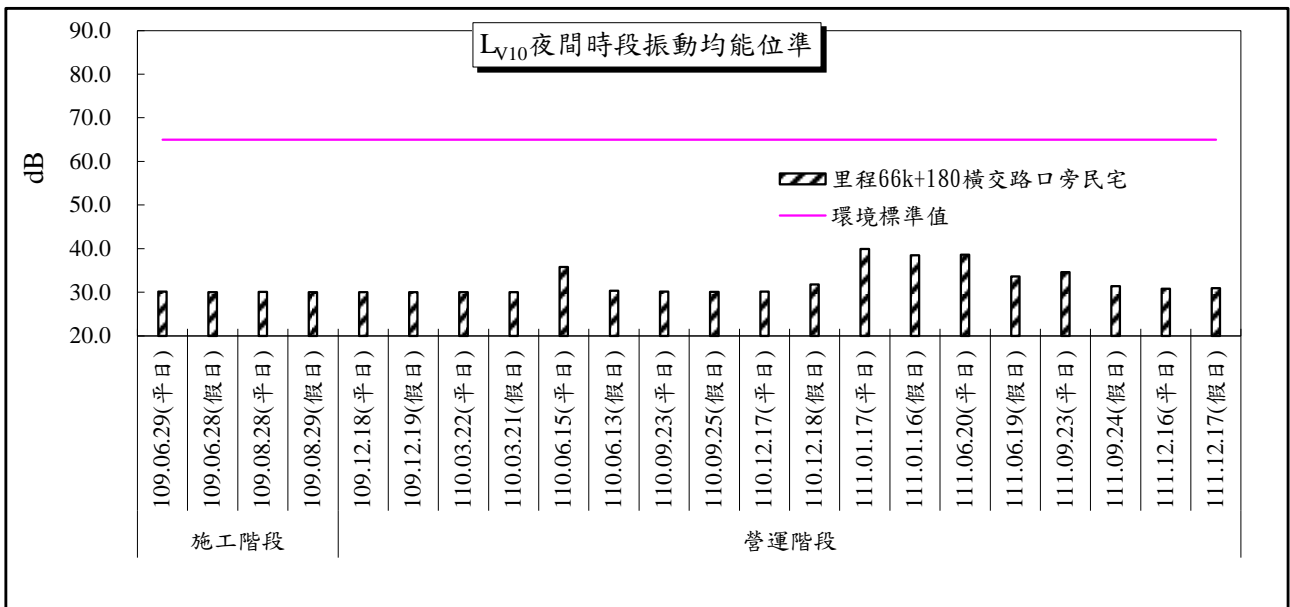 LV10夜間時段振動均能位準
90.0
80.0
70.0
60.0
50.0
40.0
30.0
20.0
dB
里程66k+180橫交路口旁民宅
環境標準值
109.06.29(平日)
109.06.28(假日)
109.08.28(平日)
109.08.29(假日)
109.12.18(平日)
109.12.19(假日)
110.03.22(平日)
110.03.21(假日)
110.06.15(平日)
110.06.13(假日)
110.09.23(平日)
110.09.25(假日)
110.12.17(平日)
110.12.18(假日)
111.01.17(平日)
111.01.16(假日)
111.06.20(平日)
111.06.19(假日)
111.09.23(平日)
111.09.24(假日)
111.12.16(平日)
111.12.17(假日)
施工階段
營運階段